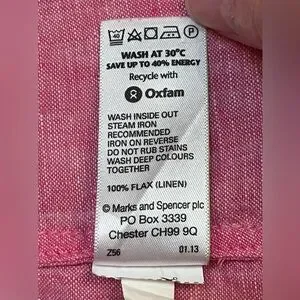 40 P
WASH AT 30°C
SAVE UP TO 40% ENERGY
Recycle with
Oxfam
WASH INSIDE OUT
STEAM IRON
RECOMMENDED
IRON ON REVERSE
DO NOT RUB STAINS
WASH DEEP COLOURS
TOGETHER
100% FLAX (LINEN)
© Marks and Spencer plc
PO Box 3339
Chester CH99 9Q
Z56 01.13